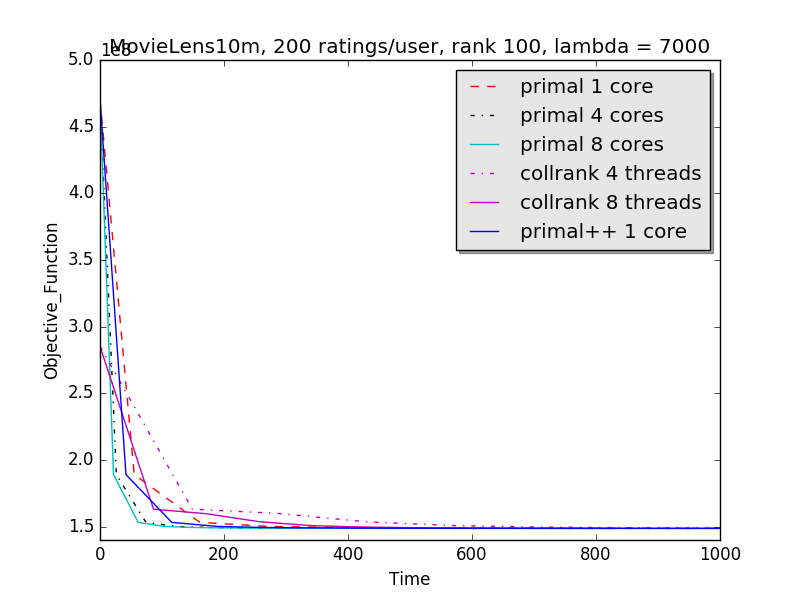 MovieLens10m, 200 ratings/user, rank 100, lambda = 7000
1e8
5.0
4.5
4.0
3.5
3.0
2.5
2.0
1.5
Objective_Function
primal 1 core
primal 4 cores
primal 8 cores
collrank 4 threads
collrank 8 threads
primal++ 1 core
0 200 400 600 800 1000
Time